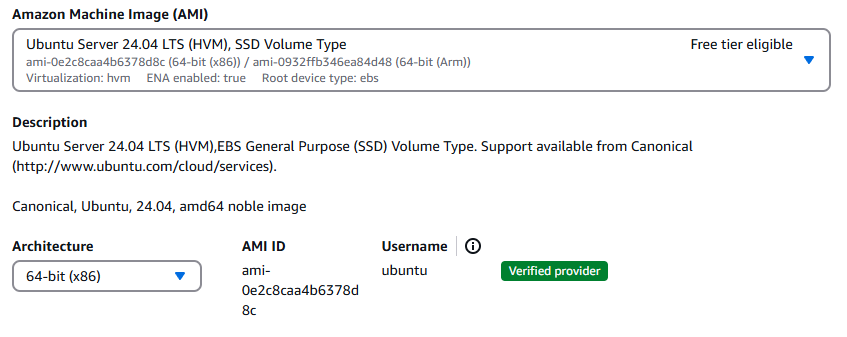 Amazon Machine Image (AMI)
Ubuntu Server 24.04 LTS (HVM), SSD Volume Type
Free tier eligible
ami-0e2c8caa4b6378d8c (64-bit (x86)) / ami-0932ffb346ea84d48 (64-bit (Arm))
Virtualization: hvm ENA enabled: true Root device type: ebs
Description
Ubuntu Server 24.04 LTS (HVM),EBS General Purpose (SSD) Volume Type. Support available from Canonical
(http://www.ubuntu.com/cloud/services).
Canonical, Ubuntu, 24.04, amd64 noble image
Architecture
64-bit (x86)
AMI ID
ami-
0e2c8caa4b6378d
8c
Username
ubuntu
Verified provider